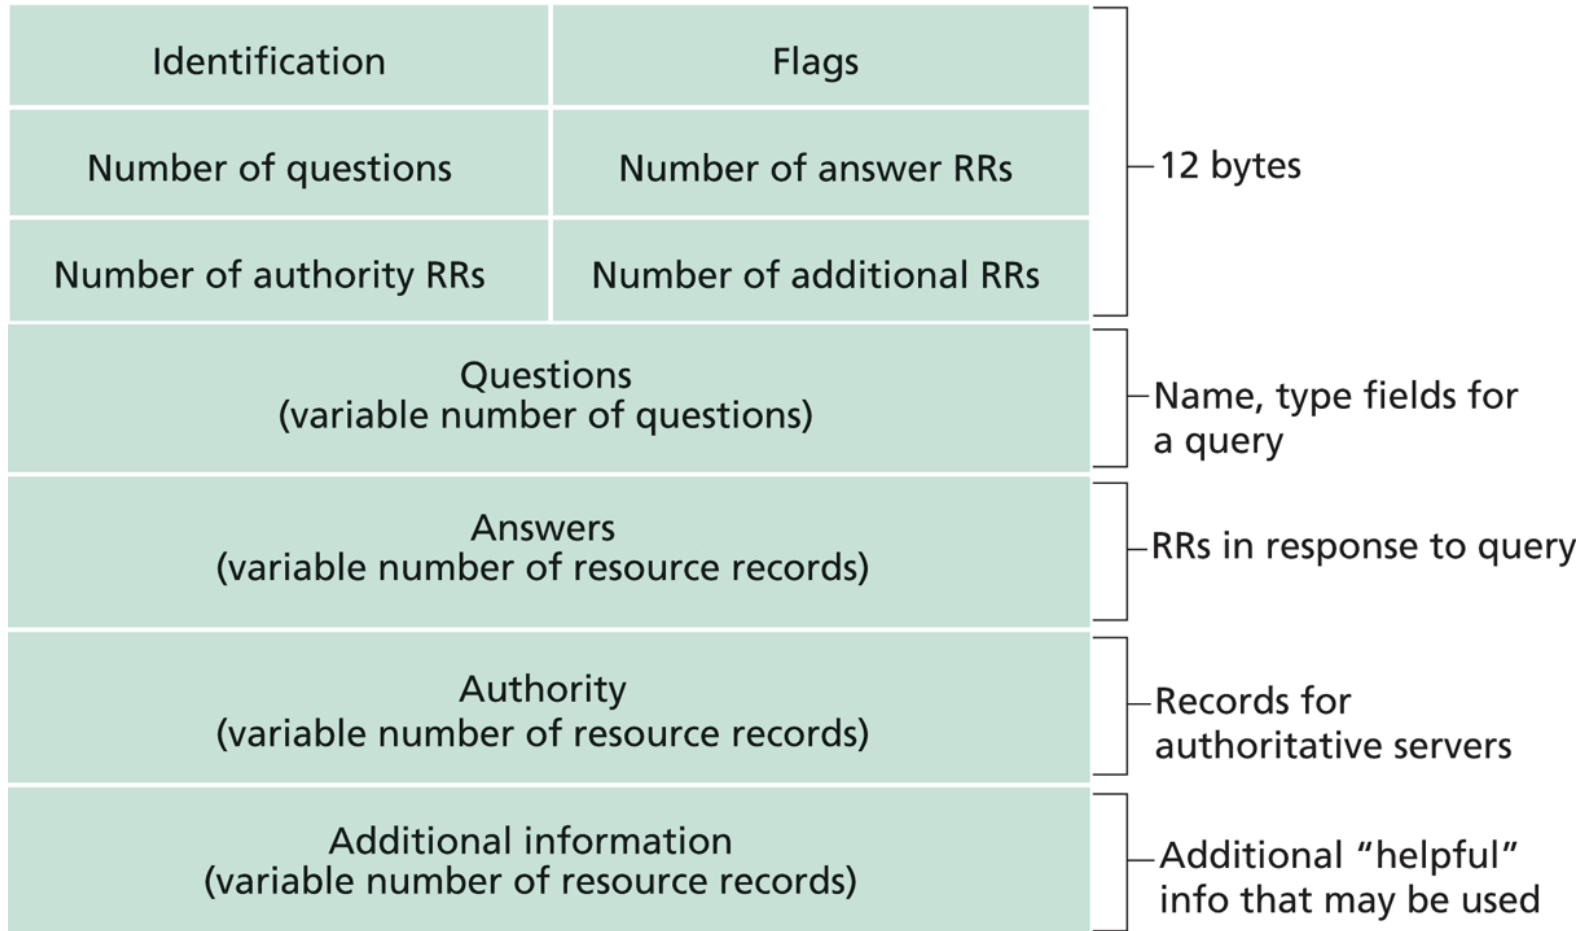 Identification
Flags
Number of questions
Number of answer RRs
Number of authority RRs
Number of additional RRs
12 bytes
Questions
(variable number of questions)
Name, type fields for
a query
Answers
(variable number of resource records)
RRs in response to query
Authority
(variable number of resource records)
Records for
authoritative servers
Additional information
(variable number of resource records)
Additional “helpful”
info that may be used